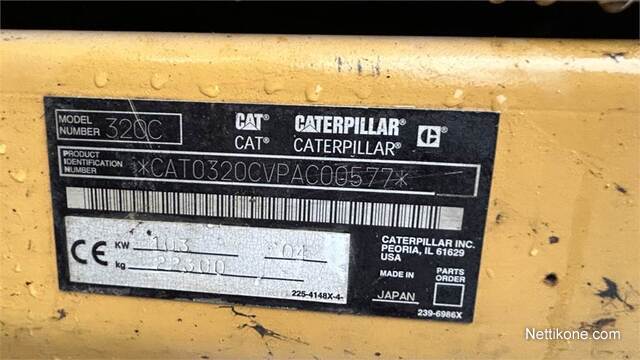 MODEL NUMBER 320C
CAT® CATERPILLAR® C®
CAT® CATERPILLAR®
PRODUCT IDENTIFICATION NUMBER *CAT0320CVPAC00577*
CE KW 103 04
kg 22300
225-4148X-4-
CATERPILLAR INC.
PEORIA, IL 61629
USA
MADE IN JAPAN
PARTS ORDER
239-6986X
Nettikone.com